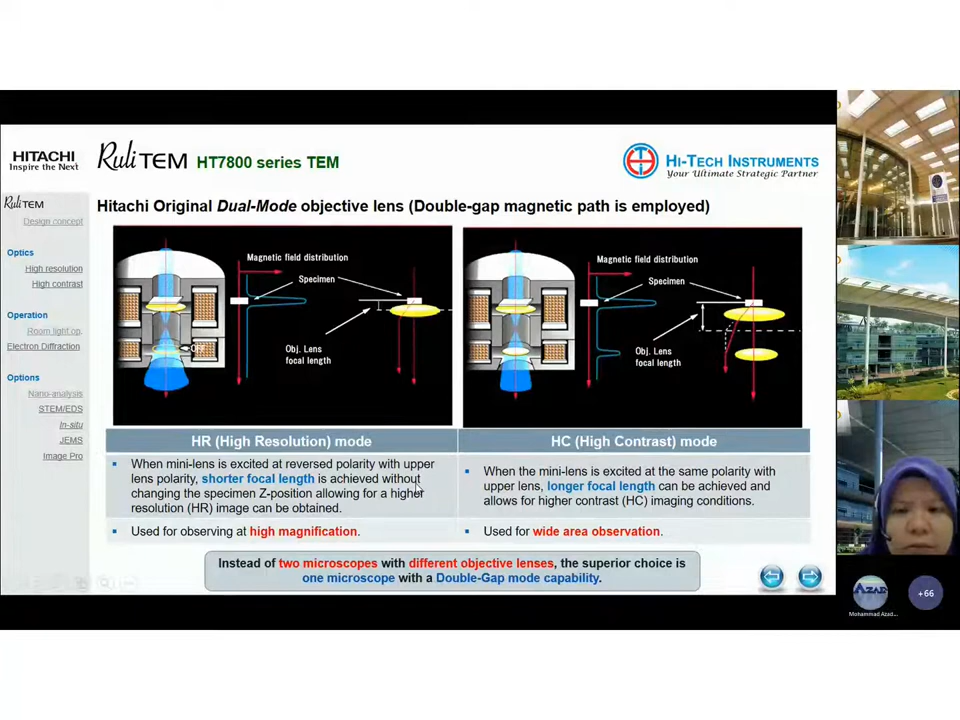 HITACHI
Inspire the Next
Ruli TEM HT7800 series TEM
HI-TECH INSTRUMENTS
Your Ultimate Strategic Partner
Ruli TEM
Design concept
Optics
High resolution
High contrast
Operation
Room light op.
Electron Diffraction
Options
Nano-analysis
STEM/EDS
In-situ
JEMS
Image Pro
Hitachi Original Dual-Mode objective lens (Double-gap magnetic path is employed)
Magnetic field distribution
Specimen
Obj. Lens
focal length
Magnetic field distribution
Specimen
Obj. Lens
focal length
HR (High Resolution) mode
When mini-lens is excited at reversed polarity with upper
lens polarity, shorter focal length is achieved without
changing the specimen Z-position allowing for a higher
resolution (HR) image can be obtained.
Used for observing at high magnification.
HC (High Contrast) mode
When the mini-lens is excited at the same polarity with
upper lens, longer focal length can be achieved and
allows for higher contrast (HC) imaging conditions.
Used for wide area observation.
Instead of two microscopes with different objective lenses, the superior choice is
one microscope with a Double-Gap mode capability.
AZAD
Mohammad Azad...
+66